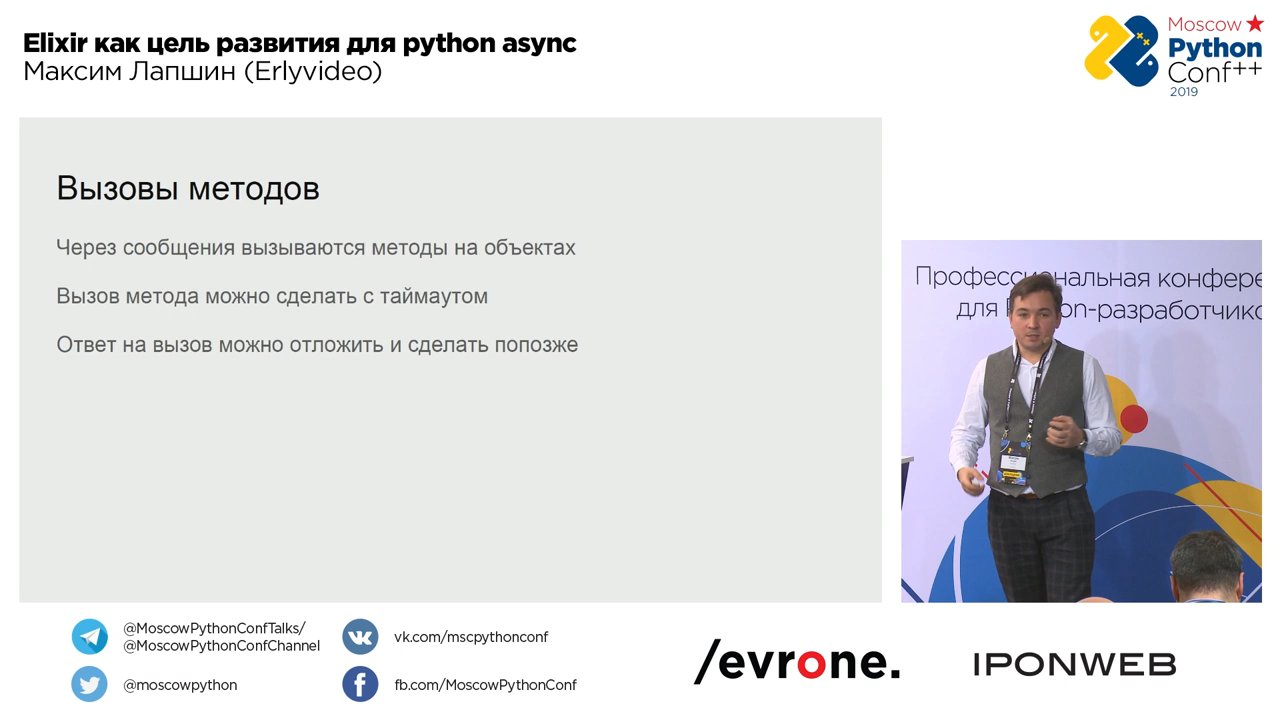 Elixir как цель развития для python async
Максим Лапшин (Erlyvideo)
Moscow
Python
Conf++
2019
Вызовы методов
Через сообщения вызываются методы на объектах
Вызов метода можно сделать с таймаутом
Ответ на вызов можно отложить и сделать попозже
Профессиональная конфере
для on-разработчико
@MoscowPythonConfTalks/
@MoscowPythonConfChannel
vk.com/mscpythonconf
@moscowpython
fb.com/MoscowPythonConf
/evrone.
IPONWEB